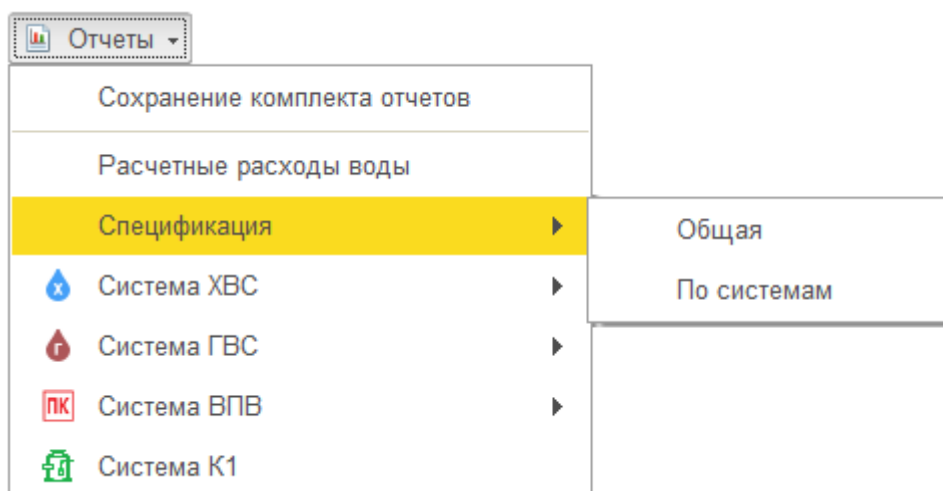 Отчеты
Сохранение комплекта отчетов
Расчетные расходы воды
Спецификация
Общая
По системам
х Система ХВС
г Система ГВС
ПК Система ВПВ
Система К1